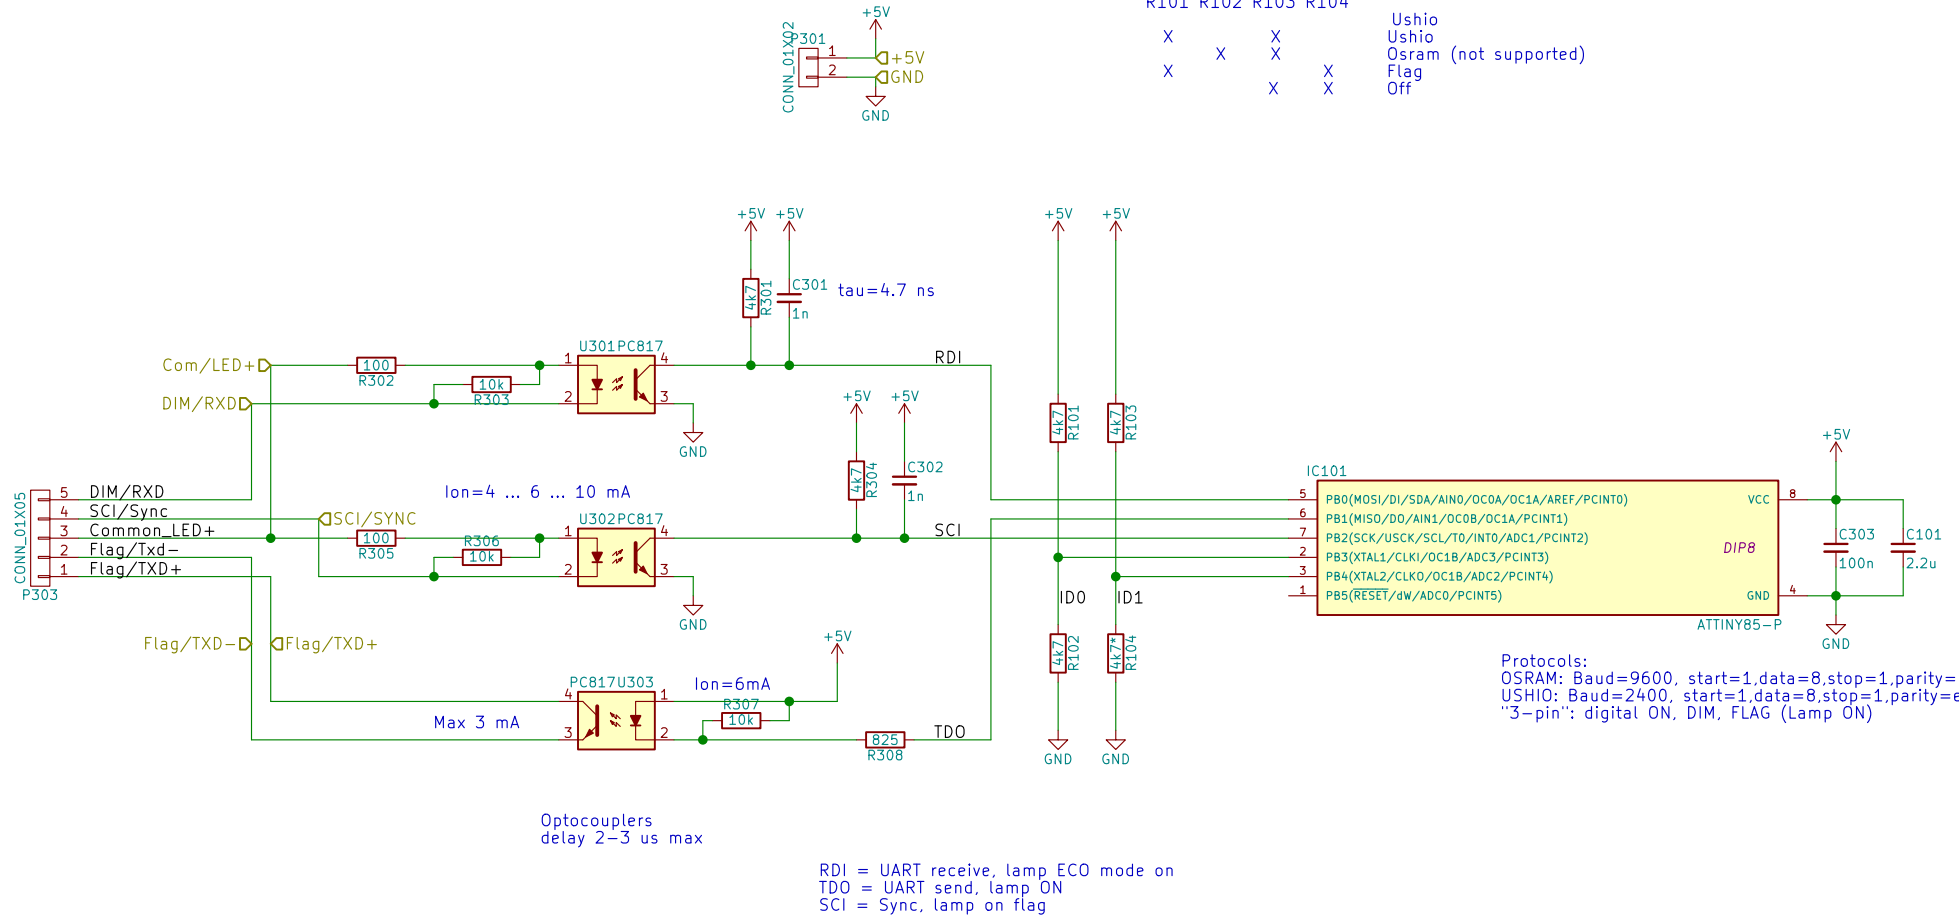 R101 R102 R103 R104
Ushio
X X Ushio
X X Osram (not supported)
X X Flag
X X Off
+5V
P301
CONN_01X02
1
2
+5V
GND
GND
+5V
+5V
4k7
R301
C301
1n
tau=4.7 ns
Com/LED+
100
R302
10k
R303
DIM/RXD
U301PC817
1
2
4
3
GND
RDI
+5V
+5V
4k7
R304
C302
1n
Ion=4 ... 6 ... 10 mA
CONN_01X05
P303
5
4
3
2
1
DIM/RXD
SCI/Sync
Common_LED+
Flag/Txd-
Flag/TXD+
SCI/SYNC
100
R305
R306
10k
U302PC817
1
2
4
3
GND
SCI
Flag/TXD-
Flag/TXD+
+5V
Ion=6mA
PC817U303
4
3
1
2
R307
10k
Max 3 mA
825
R308
TDO
+5V
+5V
4k7
R101
4k7
R103
ID0
ID1
4k7
R102
4k7*
R104
GND
GND
IC101
5
6
7
2
3
1
PB0(MOSI/DI/SDA/AIN0/OC0A/OC1A/AREF/PCINT0)
PB1(MISO/DO/AIN1/OC0B/OC1A/PCINT1)
PB2(SCK/USCK/SCL/T0/INT0/ADC1/PCINT2)
PB3(XTAL1/CLKI/OC1B/ADC3/PCINT3)
PB4(XTAL2/CLKO/OC1B/ADC2/PCINT4)
PB5(RESET/dW/ADC0/PCINT5)
VCC
DIP8
GND
8
4
ATTINY85-P
+5V
C303
100n
C101
2.2u
GND
Protocols:
OSRAM: Baud=9600, start=1,data=8,stop=1,parity=
USHIO: Baud=2400, start=1,data=8,stop=1,parity=e
"3-pin": digital ON, DIM, FLAG (Lamp ON)
Optocouplers
delay 2-3 us max
RDI = UART receive, lamp ECO mode on
TDO = UART send, lamp ON
SCI = Sync, lamp on flag